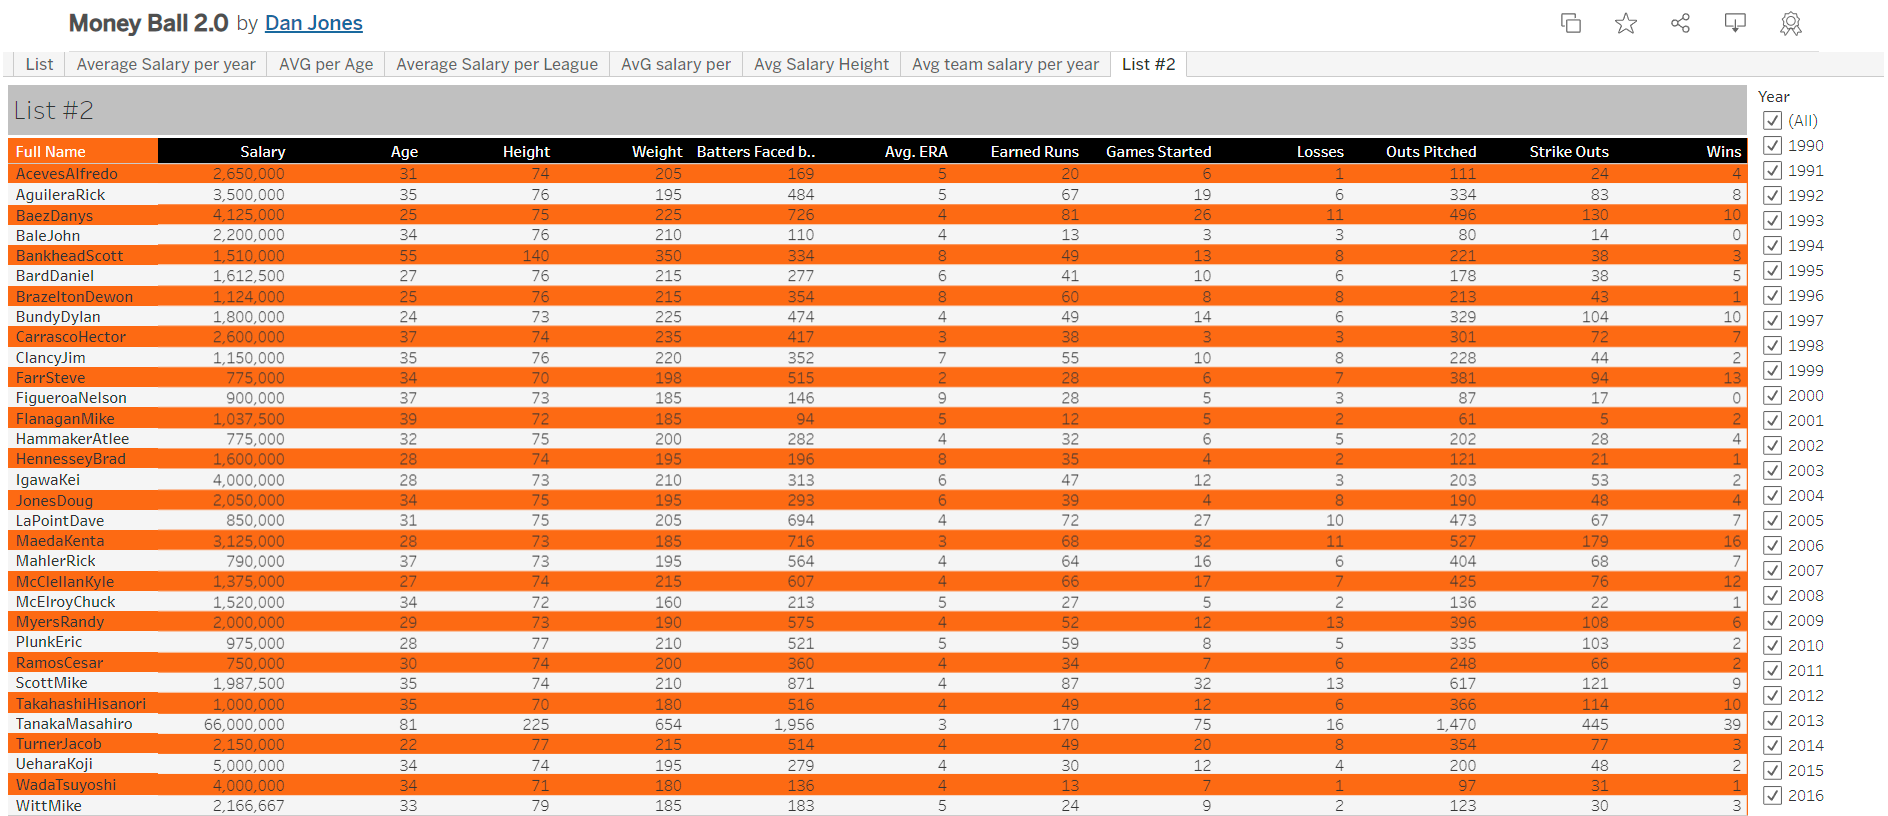 Money Ball 2.0 by Dan Jones
List Average Salary per year AVG per Age Average Salary per League AvG salary per Avg Salary Height Avg team salary per year List #2
List #2
Full Name Salary Age Height Weight Batters Faced b.. Avg. ERA Earned Runs Games Started Losses Outs Pitched Strike Outs Wins
AcevesAlfredo 2,650,000 31 74 205 169 5 20 6 1 111 24 4
AguileraRick 3,500,000 35 76 195 484 5 67 19 6 334 83 8
BaezDanys 4,125,000 25 75 225 726 4 81 26 11 496 130 10
BaleJohn 2,200,000 34 76 210 110 4 13 3 3 80 14 0
BankheadScott 1,510,000 55 140 350 334 8 49 13 8 221 38 3
BardDaniel 1,612,500 27 76 215 277 6 41 10 6 178 38 5
BrazeltonDewon 1,124,000 25 76 215 354 8 60 8 8 213 43 1
BundyDylan 1,800,000 24 73 225 474 4 49 14 6 329 104 10
CarrascoHector 2,600,000 37 74 235 417 3 38 3 3 301 72 7
ClancyJim 1,150,000 35 76 220 352 7 55 10 8 228 44 2
FarrSteve 775,000 34 70 198 515 2 28 6 7 381 94 13
FigueroaNelson 900,000 37 73 185 146 9 28 5 3 87 17 0
FlanaganMike 1,037,500 39 72 185 94 5 12 5 2 61 5 2
HammakerAtlee 775,000 32 75 200 282 4 32 6 5 202 28 4
HennesseyBrad 1,600,000 28 74 195 196 8 35 4 2 121 21 1
IgawaKei 4,000,000 28 73 210 313 6 47 12 3 203 53 2
JonesDoug 2,050,000 34 75 195 293 6 39 4 8 190 48 4
LaPointDave 850,000 31 75 205 694 4 72 27 10 473 67 7
MaedaKenta 3,125,000 28 73 185 716 3 68 32 11 527 179 16
MahlerRick 790,000 37 73 195 564 4 64 16 6 404 68 7
McClellanKyle 1,375,000 27 74 215 607 4 66 17 7 425 76 12
McElroyChuck 1,520,000 34 72 160 213 5 27 5 2 136 22 1
MyersRandy 2,000,000 29 73 190 575 4 52 12 13 396 108 6
PlunkEric 975,000 28 77 210 521 5 59 8 5 335 103 2
RamosCesar 750,000 30 74 200 360 4 34 7 6 248 66 2
ScottMike 1,987,500 35 74 210 871 4 87 32 13 617 121 9
TakahashiHisanori 1,000,000 35 70 180 516 4 49 12 6 366 114 10
TanakaMasahiro 66,000,000 81 225 654 1,956 3 170 75 16 1,470 445 39
TurnerJacob 2,150,000 22 77 215 514 4 49 20 8 354 77 3
UeharaKoji 5,000,000 34 74 195 279 4 30 12 4 200 48 2
WadaTsuyoshi 4,000,000 34 71 180 136 4 13 7 1 97 31 1
WittMike 2,166,667 33 79 185 183 5 24 9 2 123 30 3
Year
(All)
1990
1991
1992
1993
1994
1995
1996
1997
1998
1999
2000
2001
2002
2003
2004
2005
2006
2007
2008
2009
2010
2011
2012
2013
2014
2015
2016